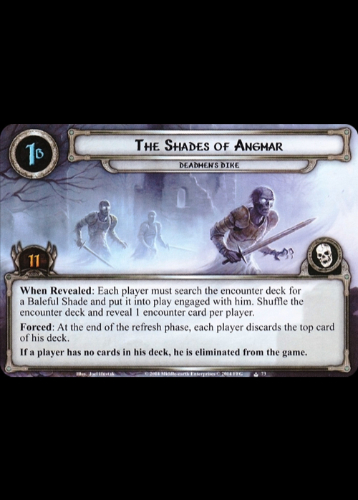 1B
THE SHADES OF ANGMAR
DEADMEN'S DIKE
11
When Revealed: Each player must search the encounter deck for
a Baleful Shade and put it into play engaged with him. Shuffle the
encounter deck and reveal 1 encounter card per player.
Forced: At the end of the refresh phase, each player discards the top card
of his deck.
If a player has no cards in his deck, he is eliminated from the game.